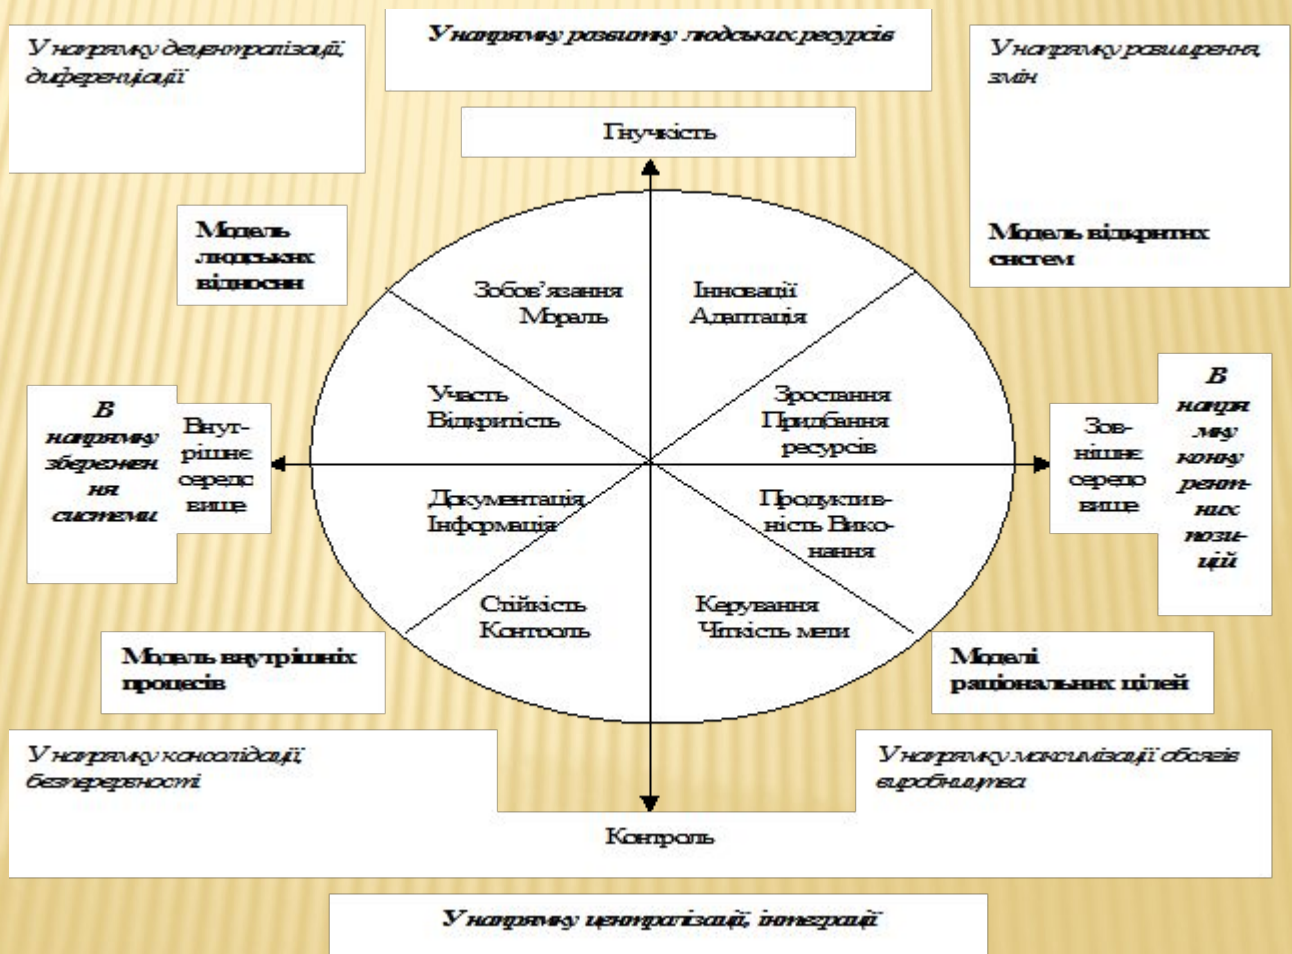 У напрямку децентралізації,
диференціації
У напрямку розвитку людських ресурсів
У напрямку розширення,
змін
Гнучкість
Модель
людських
відносин
Модель відкритих
систем
Зобов’язання
Мораль
Інновації
Адаптація
Участь
Відкритість
Зростання
Придбання
ресурсів
В
напрямку
збережен
ня
системи
Внут-
рішнє
середо
вище
Зов-
нішнє
середо
вище
В
напря
мку
конку
рент-
них
пози-
цій
Документація
Інформація
Продуктив-
ність Вико-
нання
Стійкість
Контроль
Керування
Чіткість мети
Модель внутрішніх
процесів
Моделі
раціональних цілей
У напрямку консолідації,
безперервності
У напрямку максимізації обсягів
виробництва
Контроль
У напрямку централізації, інтеграції